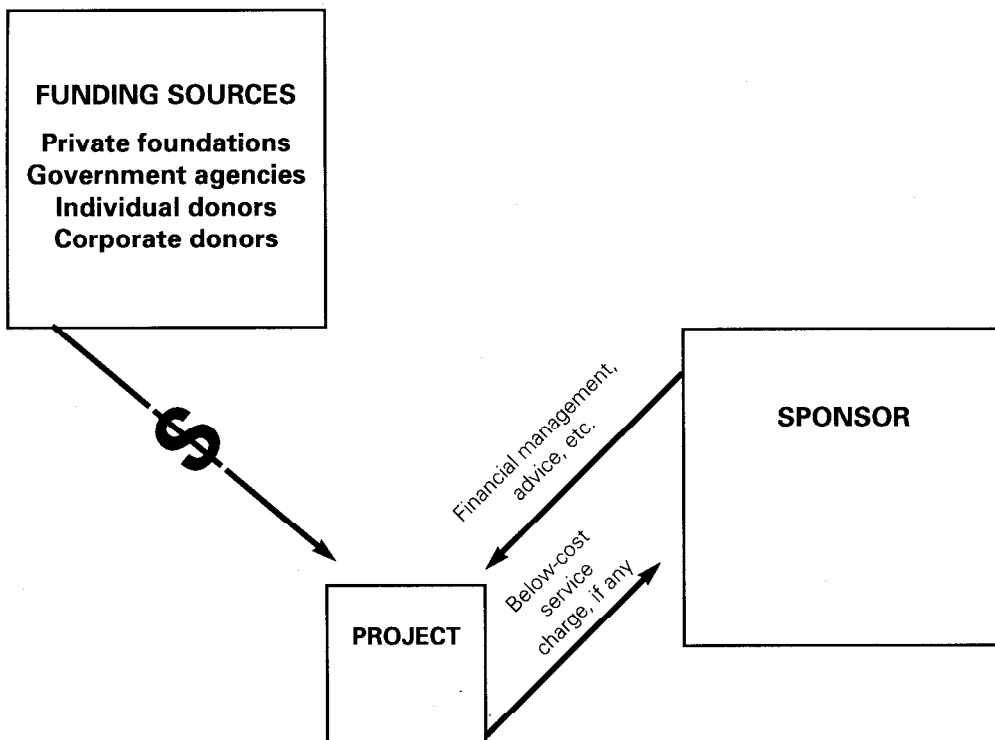 FUNDING SOURCES
Private foundations
Government agencies
Individual donors
Corporate donors
$
Financial management,
advice, etc.
SPONSOR
Below-cost
service
charge, if any
PROJECT